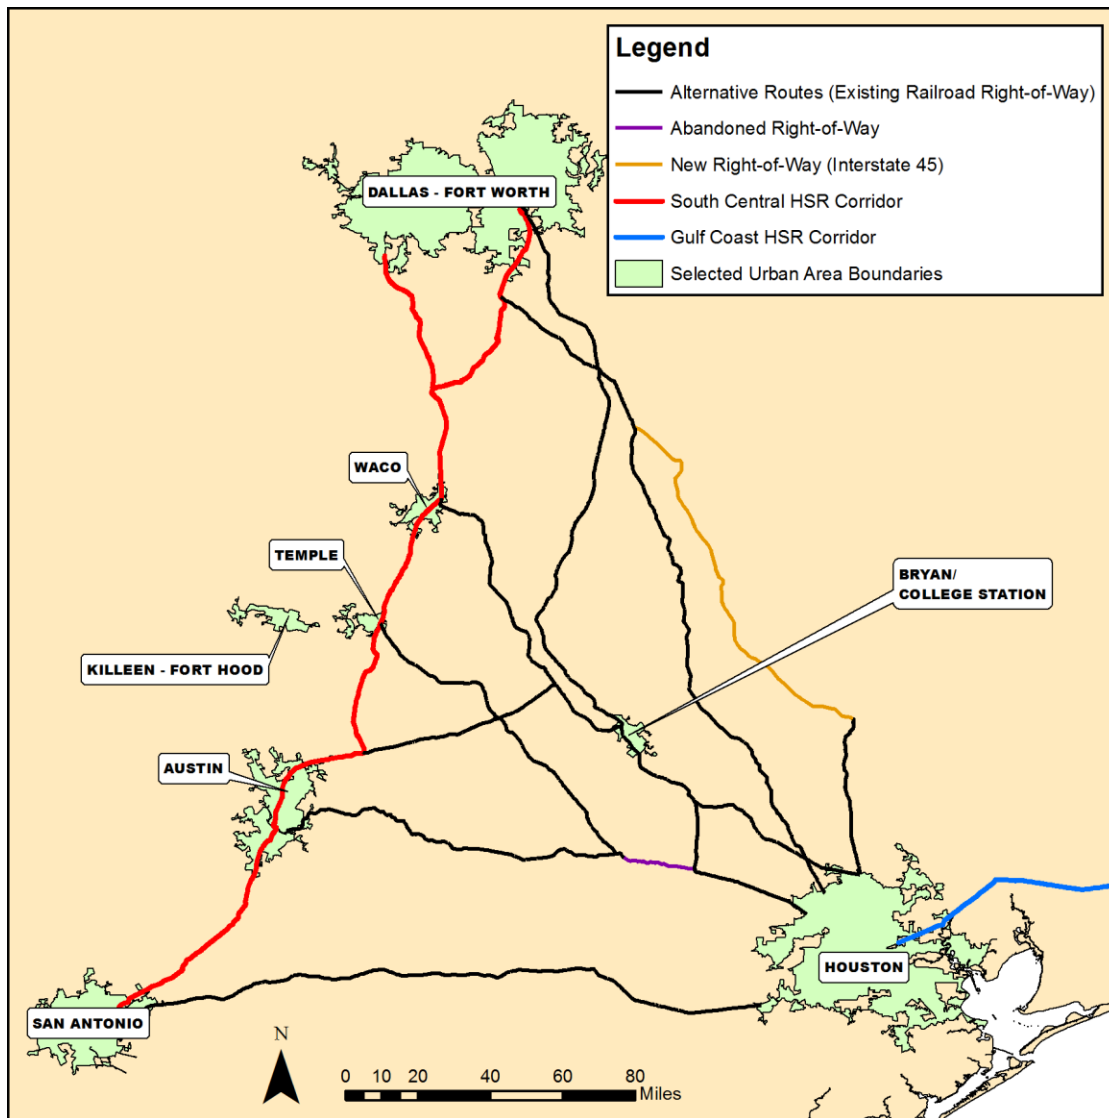 Legend
Alternative Routes (Existing Railroad Right-of-Way)
Abandoned Right-of-Way
New Right-of-Way (Interstate 45)
South Central HSR Corridor
Gulf Coast HSR Corridor
Selected Urban Area Boundaries
DALLAS - FORT WORTH
WACO
TEMPLE
BRYAN/
COLLEGE STATION
KILLEEN - FORT HOOD
AUSTIN
HOUSTON
SAN ANTONIO
N
0 10 20 40 60 80
Miles